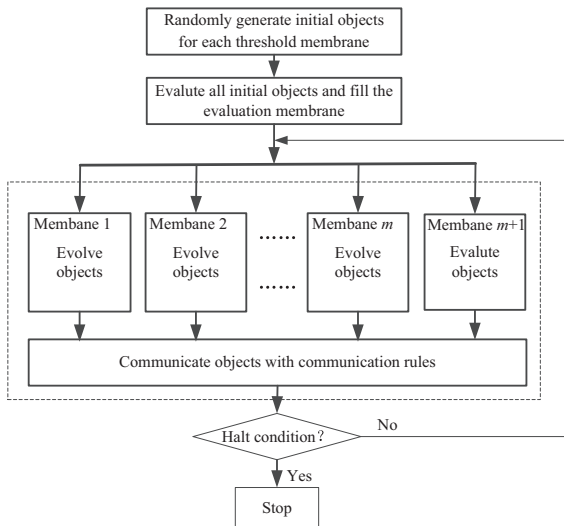 Randomly generate initial objects
for each threshold membrane
Evalute all initial objects and fill the
evaluation membrane
Membane 1
Evolve
objects
Membane 2
Evolve
objects
......
......
Membane m
Evolve
objects
Membane m+1
Evalute
objects
Communicate objects with communication rules
Halt condition?
No
Yes
Stop